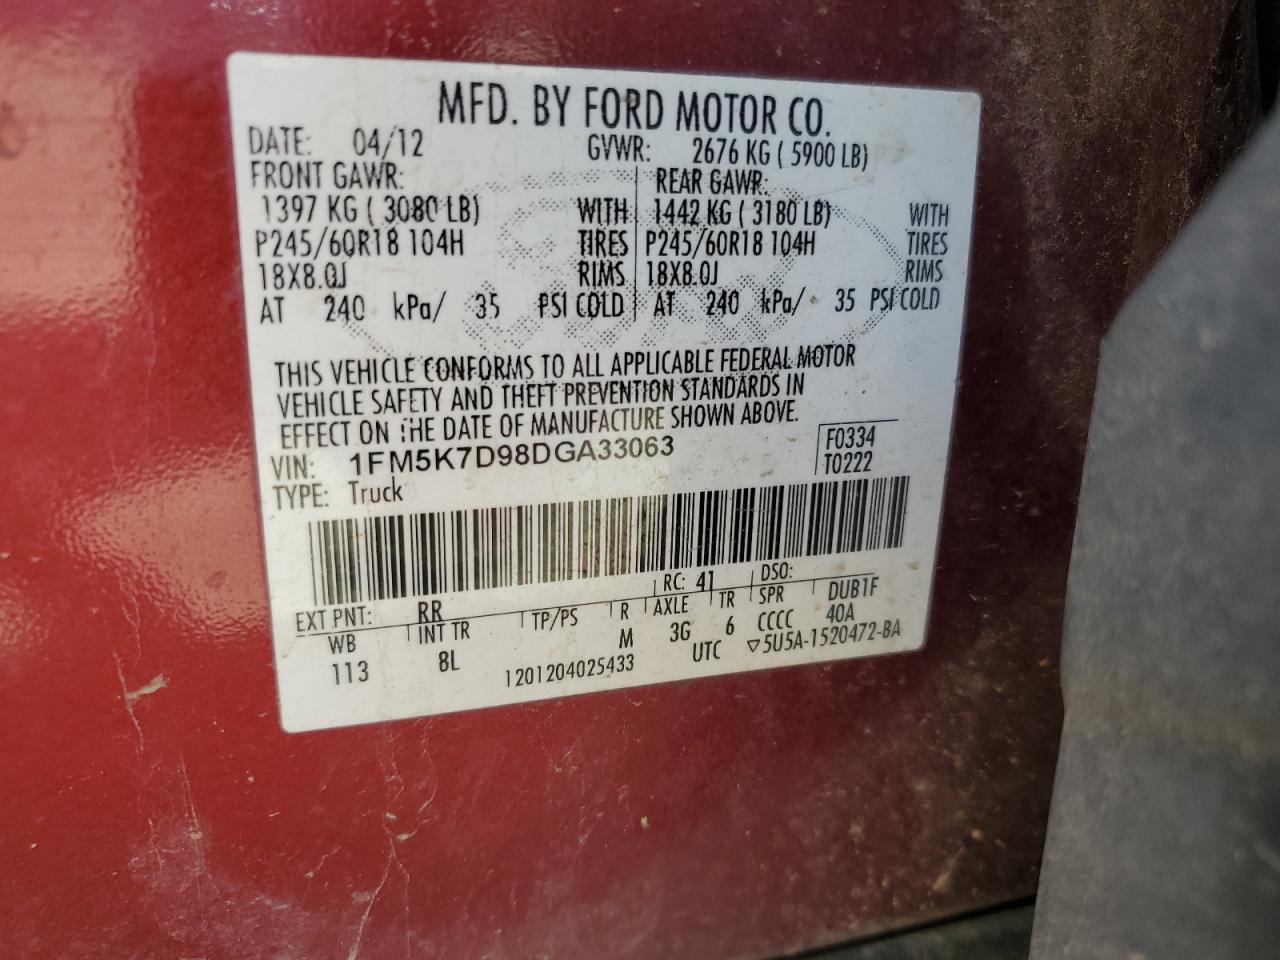 MFD. BY FORD MOTOR CO.
DATE: 04/12 GVWR: 2676 KG ( 5900 LB)
FRONT GAWR: REAR GAWR:
1397 KG ( 3080 LB) WITH 1442 KG ( 3180 LB) WITH
P245/60R18 104H TIRES P245/60R18 104H TIRES
18X8.0J RIMS 18X8.0J RIMS
AT 240 kPa/ 35 PSI COLD AT 240 kPa/ 35 PSI COLD
THIS VEHICLE CONFORMS TO ALL APPLICABLE FEDERAL MOTOR
VEHICLE SAFETY AND THEFT PREVENTION STANDARDS IN
EFFECT ON THE DATE OF MANUFACTURE SHOWN ABOVE.
VIN: 1FM5K7D98DGA33063 F0334
TYPE: Truck T0222
EXT PNT: RR RC: 41 DSO:
WB INT TR TP/PS R AXLE TR SPR DUB1F
113 8L M 3G 6 CCCC 40A
1201204025433 UTC ▽5U5A-1520472-BA